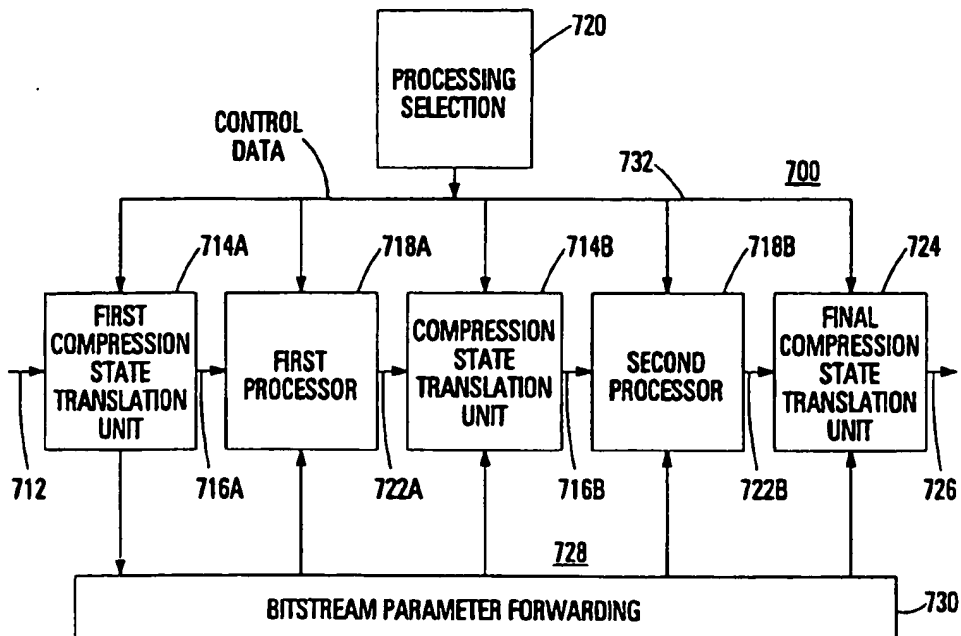 720
PROCESSING
SELECTION
CONTROL
DATA
732
700
714A
718A
714B
718B
724
FIRST
COMPRESSION
STATE
TRANSLATION
UNIT
FIRST
PROCESSOR
COMPRESSION
STATE
TRANSLATION
UNIT
SECOND
PROCESSOR
FINAL
COMPRESSION
STATE
TRANSLATION
UNIT
712
716A
722A
716B
722B
726
728
BITSTREAM PARAMETER FORWARDING
730